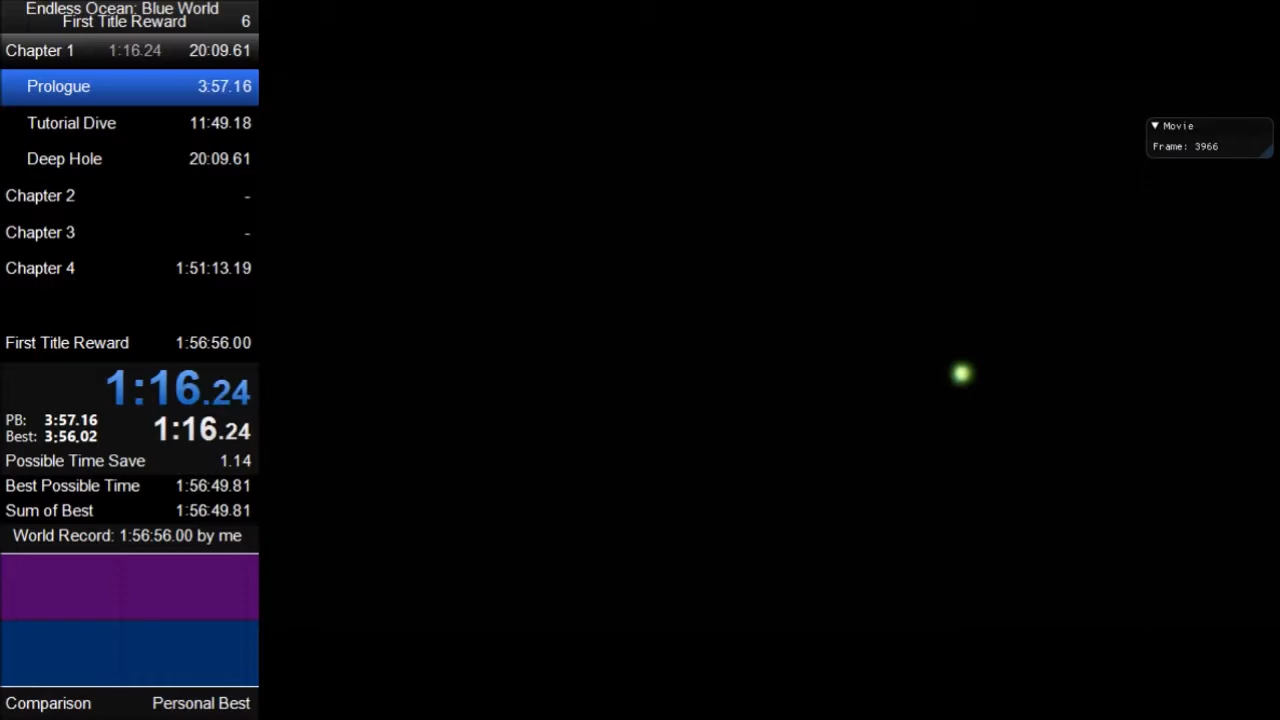 Endless Ocean: Blue World
First Title Reward 6
Chapter 1 1:16.24 20:09.61
Prologue 3:57.16
Tutorial Dive 11:49.18
Deep Hole 20:09.61
Chapter 2 -
Chapter 3 -
Chapter 4 1:51:13.19
First Title Reward 1:56:56.00
1:16.24
PB: 3:57.16
Best: 3:56.02
1:16.24
Possible Time Save 1.14
Best Possible Time 1:56:49.81
Sum of Best 1:56:49.81
World Record: 1:56:56.00 by me
Comparison Personal Best
▼ Movie
Frame: 3966